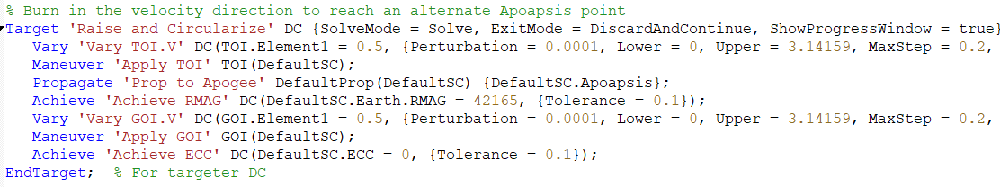 % Burn in the velocity direction to reach an alternate Apoapsis point
Target 'Raise and Circularize' DC {SolveMode = Solve, ExitMode = DiscardAndContinue, ShowProgressWindow = true}
Vary 'Vary TOI.V' DC(TOI.Element1 = 0.5, {Perturbation = 0.0001, Lower = 0, Upper = 3.14159, MaxStep = 0.2,
Maneuver 'Apply TOI' TOI(DefaultSC);
Propagate 'Prop to Apogee' DefaultProp(DefaultSC) {DefaultSC.Apoapsis};
Achieve 'Achieve RMAG' DC(DefaultSC.Earth.RMAG = 42165, {Tolerance = 0.1});
Vary 'Vary GOI.V' DC(GOI.Element1 = 0.5, {Perturbation = 0.0001, Lower = 0, Upper = 3.14159, MaxStep = 0.2,
Maneuver 'Apply GOI' GOI(DefaultSC);
Achieve 'Achieve ECC' DC(DefaultSC.ECC = 0, {Tolerance = 0.1});
EndTarget;  % For targeter DC